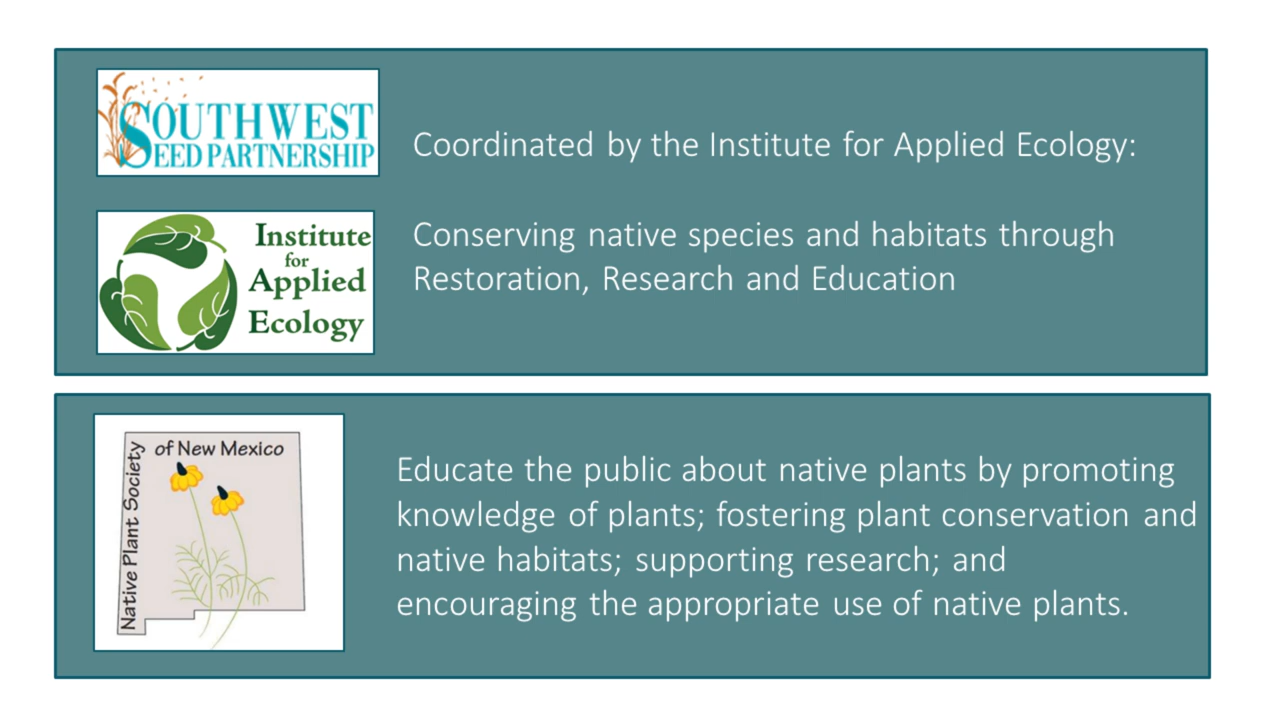 SOUTHWEST
SEED PARTNERSHIP
Coordinated by the Institute for Applied Ecology:
Institute
for
Applied
Ecology
Conserving native species and habitats through
Restoration, Research and Education
Native Plant Society
of New Mexico
Educate the public about native plants by promoting
knowledge of plants; fostering plant conservation and
native habitats; supporting research; and
encouraging the appropriate use of native plants.